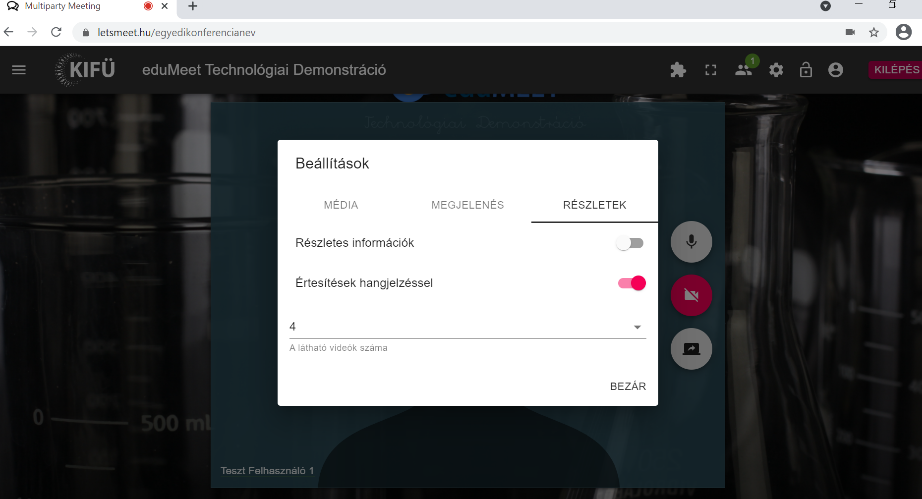 Multiparty Meeting
letsmeet.hu/egyedikonferencianev
KIFÜ
eduMeet Technológiai Demonstráció
1
KILÉPÉS
Technológiai Demonstráció
Beállítások
MÉDIA
MEGJELENÉS
RÉSZLETEK
Részletes információk
Értesítések hangjelzéssel
4
A látható videók száma
BEZÁR
0
500 ml
Teszt Felhasználó 1